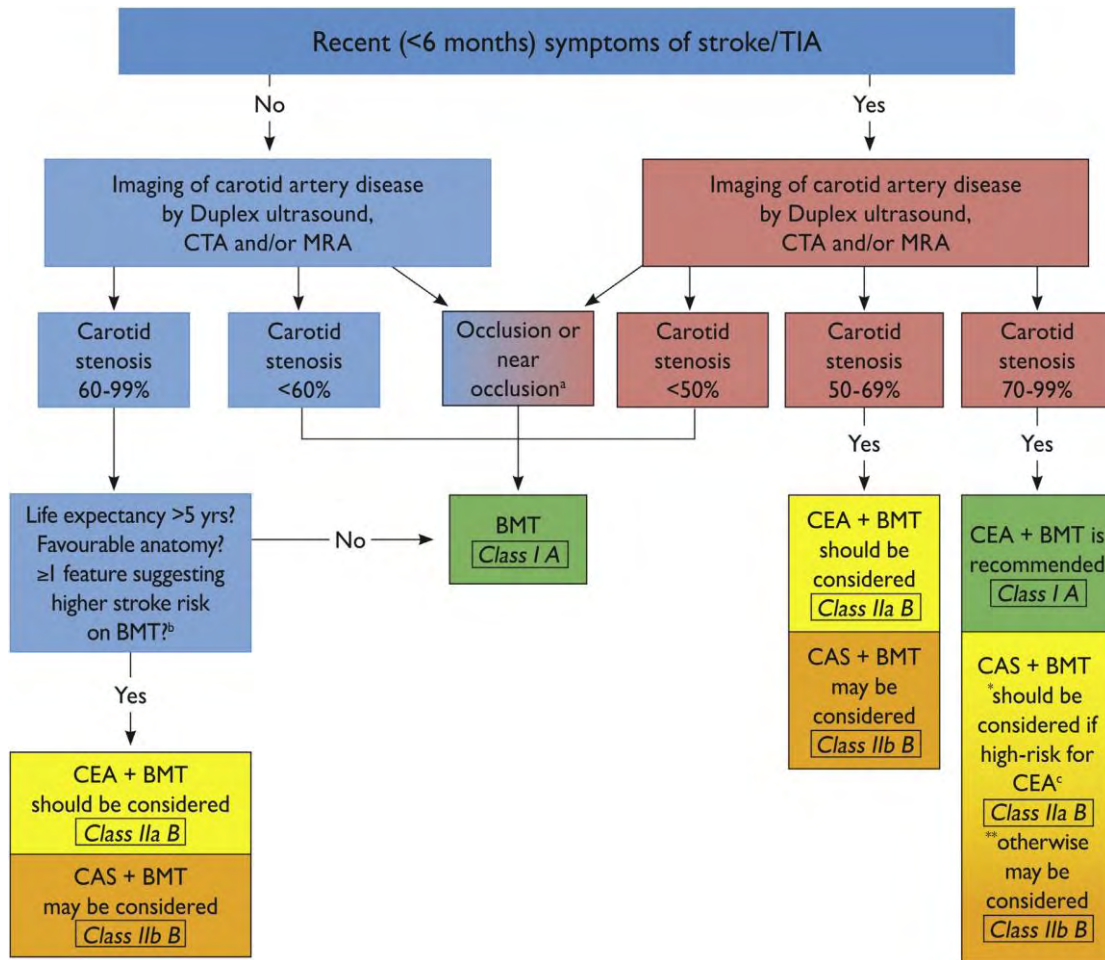 Recent (<6 months) symptoms of stroke/TIA
No
Yes
Imaging of carotid artery disease
by Duplex ultrasound,
CTA and/or MRA
Imaging of carotid artery disease
by Duplex ultrasound,
CTA and/or MRA
Carotid
stenosis
60-99%
Carotid
stenosis
<60%
Occlusion or
near
occlusionᵃ
Carotid
stenosis
<50%
Carotid
stenosis
50-69%
Carotid
stenosis
70-99%
Yes
Yes
Life expectancy >5 yrs?
Favourable anatomy?
≥1 feature suggesting
higher stroke risk
on BMT?ᵇ
No
BMT
Class I A
CEA + BMT
should be
considered
Class IIa B
CAS + BMT
may be
considered
Class IIb B
CEA + BMT is
recommended
Class I A
CAS + BMT
*should be
considered if
high-risk for
CEAᶜ
Class IIa B
**otherwise
may be
considered
Class IIb B
Yes
CEA + BMT
should be considered
Class IIa B
CAS + BMT
may be considered
Class IIb B